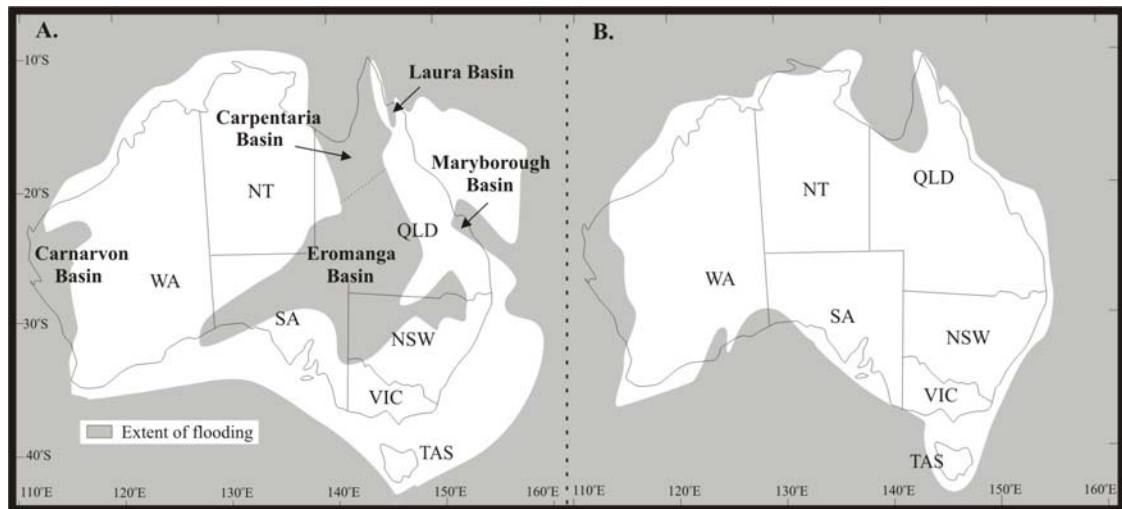 A.
B.
10˚S
20˚S
30˚S
40˚S
Laura Basin
Carpentaria
Basin
Maryborough
Basin
NT
QLD
Carnarvon
Basin
WA
Eromanga
Basin
SA
NSW
VIC
TAS
Extent of flooding
110˚E
120˚E
130˚E
140˚E
150˚E
160˚E
NT
QLD
WA
SA
NSW
VIC
TAS
110˚E
120˚E
130˚E
140˚E
150˚E
160˚E